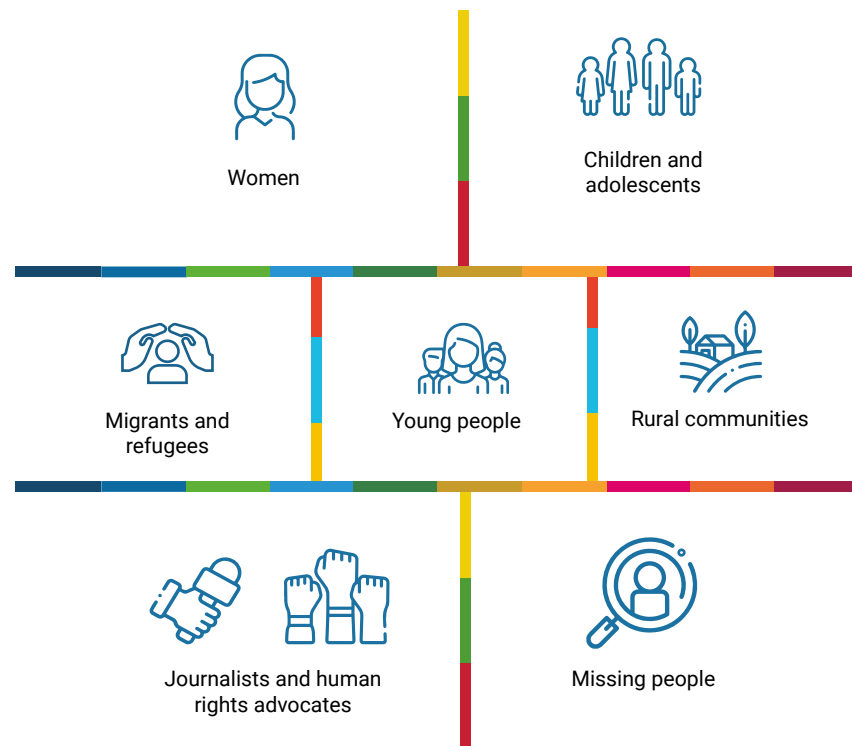 Women
Children and
adolescents
Migrants and
refugees
Young people
Rural communities
Journalists and human
rights advocates
Missing people